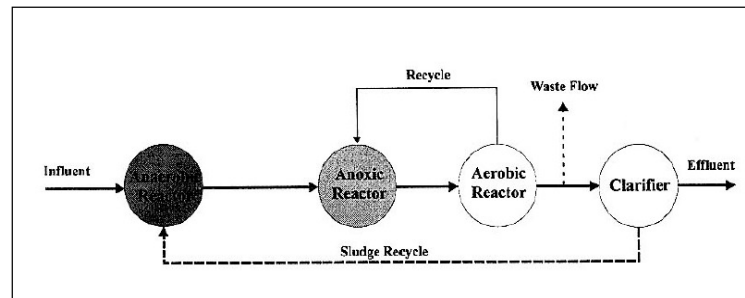 Recycle
Waste Flow
Influent
Anaerobic
Reactor
Anoxic
Reactor
Aerobic
Reactor
Clarifier
Effluent
Sludge Recycle